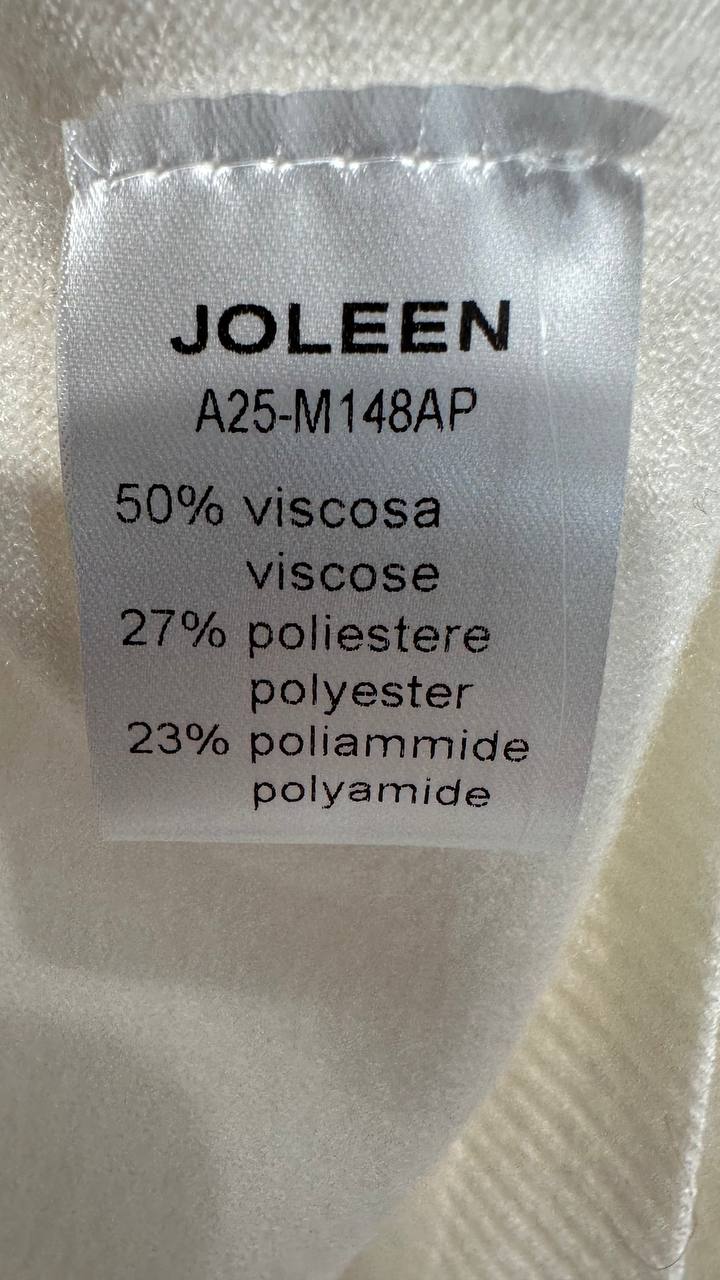 JOLEEN
A25-M148AP
50% viscosa
viscose
27% poliestere
polyester
23% poliammide
polyamide